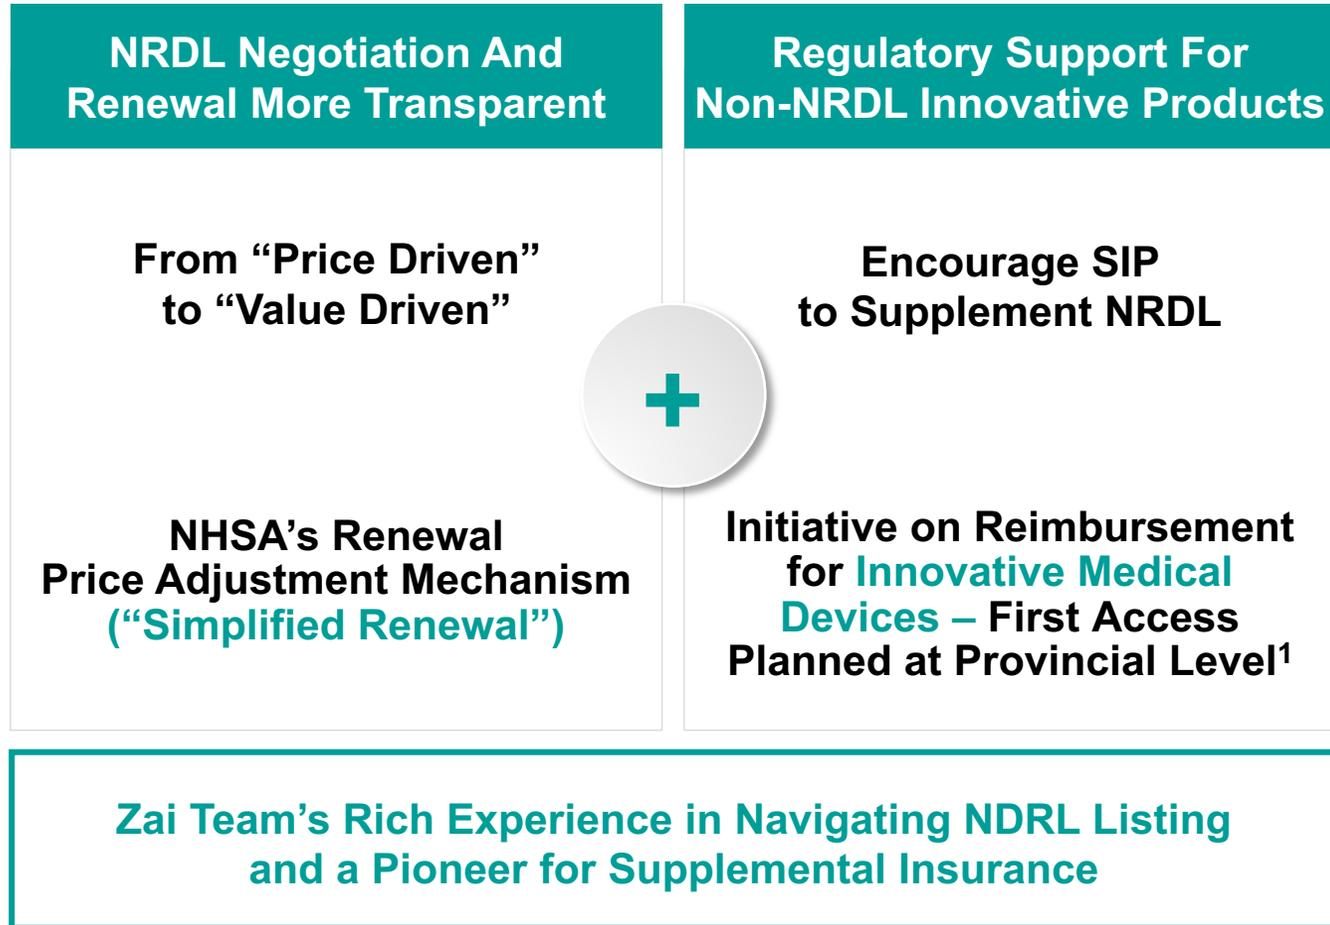 NRDL Negotiation And
Renewal More Transparent
From “Price Driven”
to “Value Driven”
NHSA’s Renewal
Price Adjustment Mechanism
(“Simplified Renewal”)
+
Regulatory Support For
Non-NRDL Innovative Products
Encourage SIP
to Supplement NRDL
Initiative on Reimbursement
for Innovative Medical
Devices – First Access
Planned at Provincial Level¹
Zai Team’s Rich Experience in Navigating NDRL Listing
and a Pioneer for Supplemental Insurance